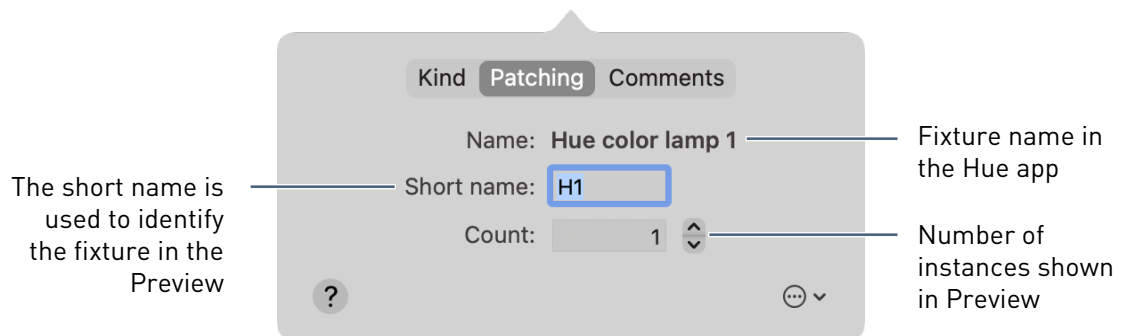 Kind Patching Comments
Name: Hue color lamp 1
Fixture name in
the Hue app
The short name is
used to identify
the fixture in the
Preview
Short name: H1
Count: 1
Number of
instances shown
in Preview
?